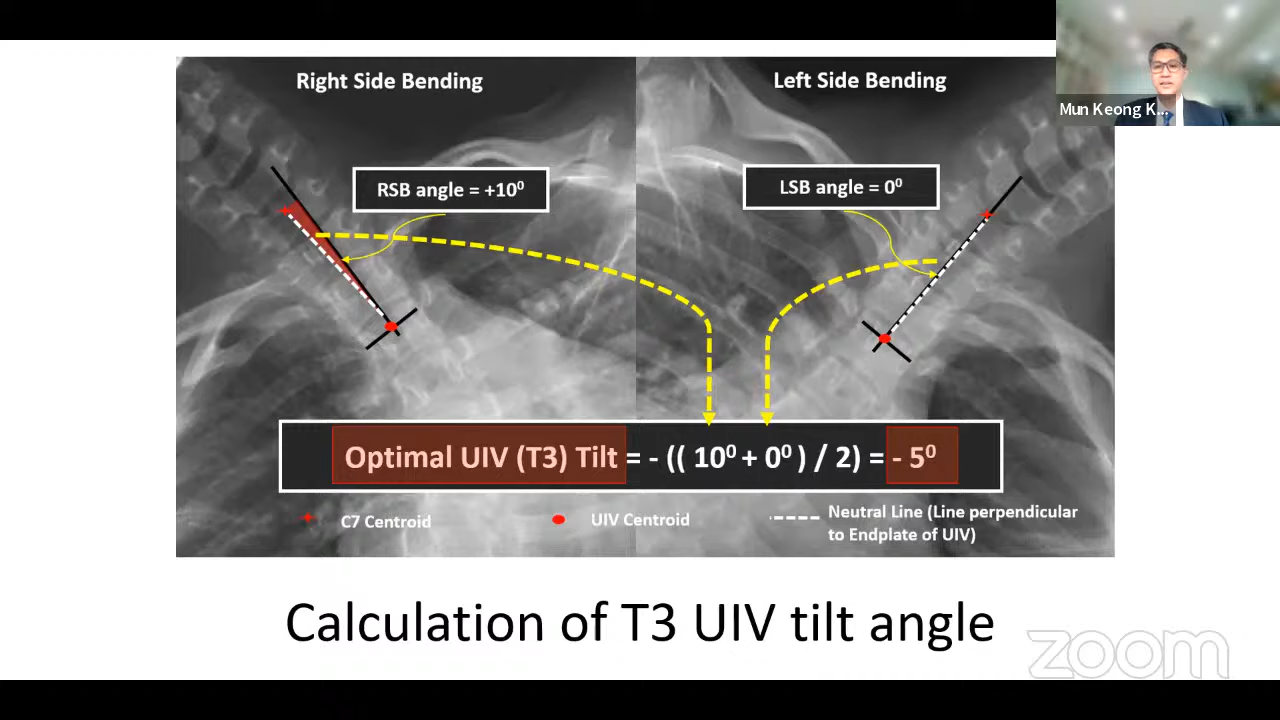 Right Side Bending
Left Side Bending
Mun Keong K...
RSB angle = +10⁰
LSB angle = 0⁰
Optimal UIV (T3) Tilt = - (( 10⁰ + 0⁰ ) / 2) = - 5⁰
C7 Centroid
UIV Centroid
Neutral Line (Line perpendicular
to Endplate of UIV)
Calculation of T3 UIV tilt angle
zoom